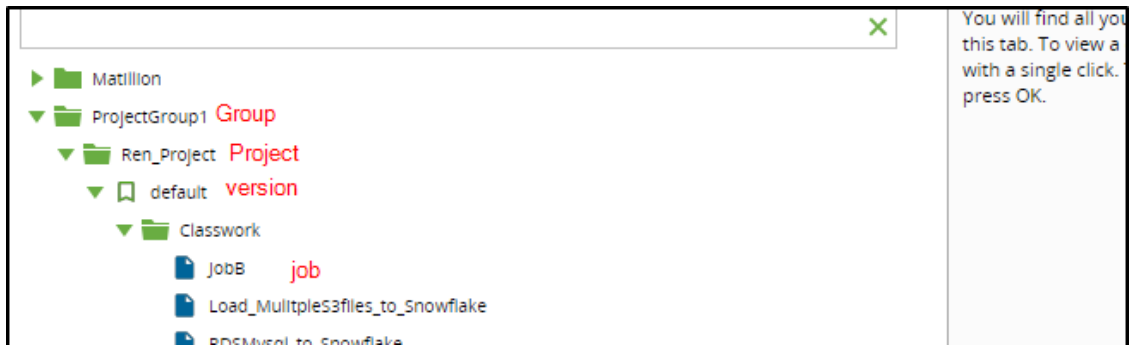 Matillion
ProjectGroup1 Group
Ren_Project Project
default version
Classwork
JobB job
Load_MulitpleS3files_to_Snowflake
RDSMysql_to_Snowflake
You will find all you
this tab. To view a
with a single click.
press OK.